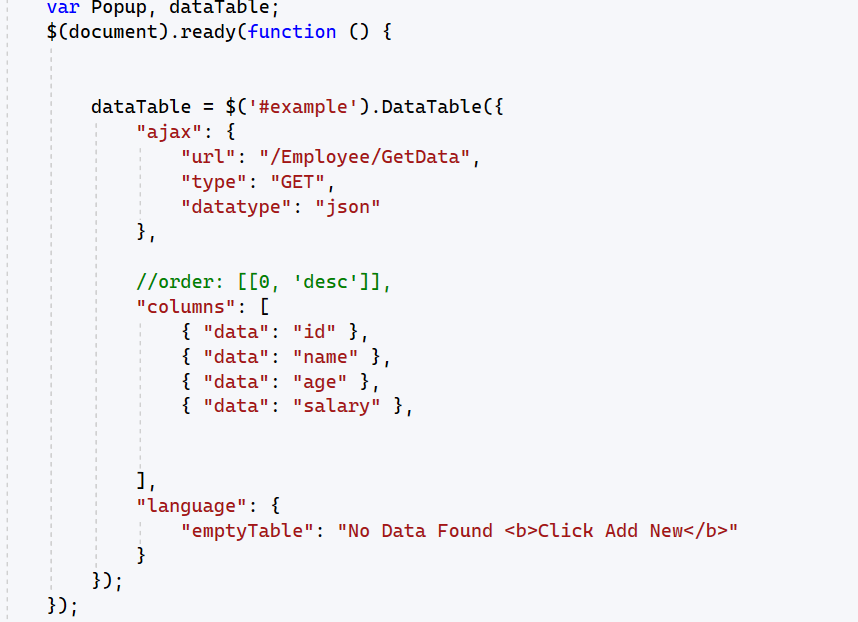 var Popup, dataTable;
$(document).ready(function () {
dataTable = $('#example').DataTable({
"ajax": {
"url": "/Employee/GetData",
"type": "GET",
"datatype": "json"
},
//order: [[0, 'desc']],
"columns": [
{ "data": "id" },
{ "data": "name" },
{ "data": "age" },
{ "data": "salary" },
],
"language": {
"emptyTable": "No Data Found <b>Click Add New</b>"
}
});
});